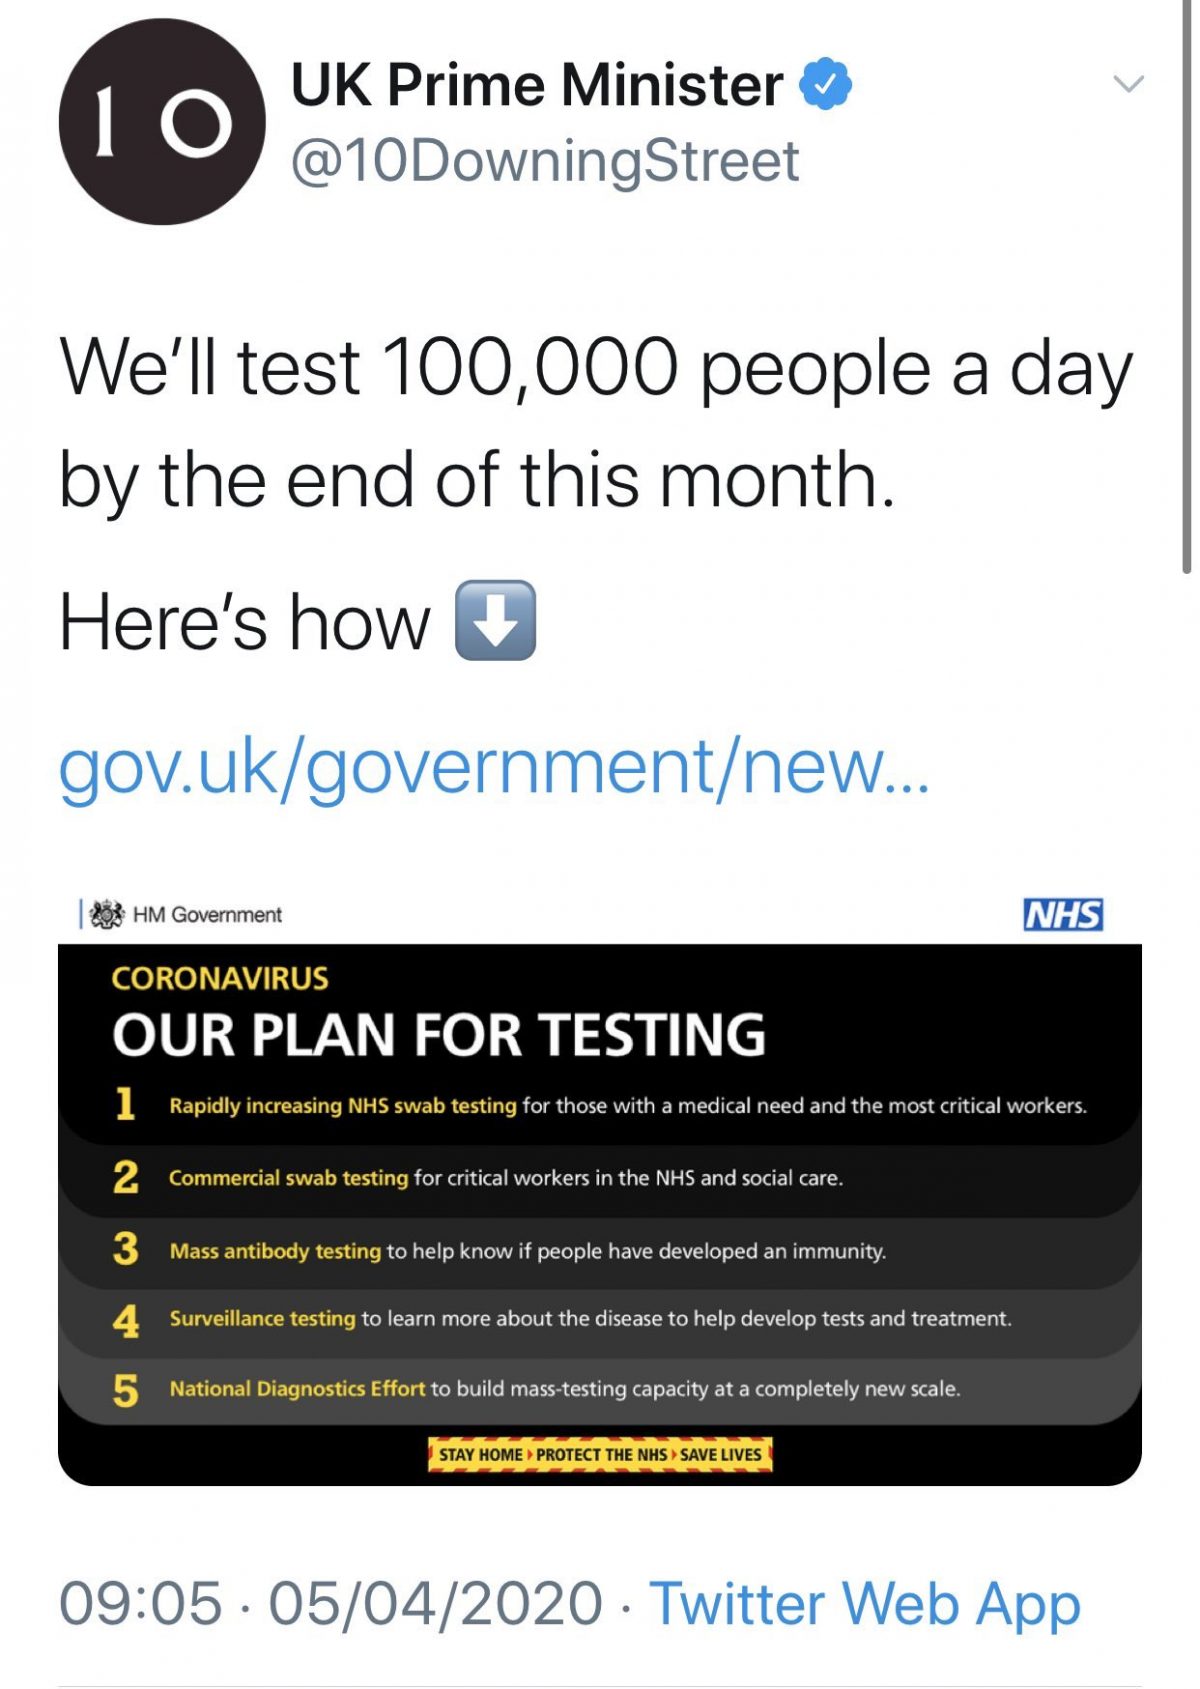 10
UK Prime Minister
@10DowningStreet
We’ll test 100,000 people a day
by the end of this month.
Here’s how ⬇️
gov.uk/government/new...
HM Government
NHS
CORONAVIRUS
OUR PLAN FOR TESTING
1 Rapidly increasing NHS swab testing for those with a medical need and the most critical workers.
2 Commercial swab testing for critical workers in the NHS and social care.
3 Mass antibody testing to help know if people have developed an immunity.
4 Surveillance testing to learn more about the disease to help develop tests and treatment.
5 National Diagnostics Effort to build mass-testing capacity at a completely new scale.
STAY HOME PROTECT THE NHS SAVE LIVES
09:05 · 05/04/2020 · Twitter Web App